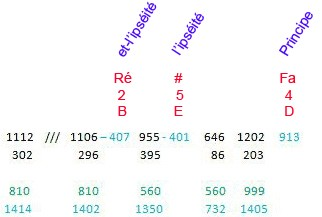 et-l'ipséité l'ipséité Principe
Ré # Fa
2 5 4
B E D
1112 /// 1106 – 407 955 - 401 646 1202 913
302 296 395 86 203
810 810 560 560 999
1414 1402 1350 732 1405